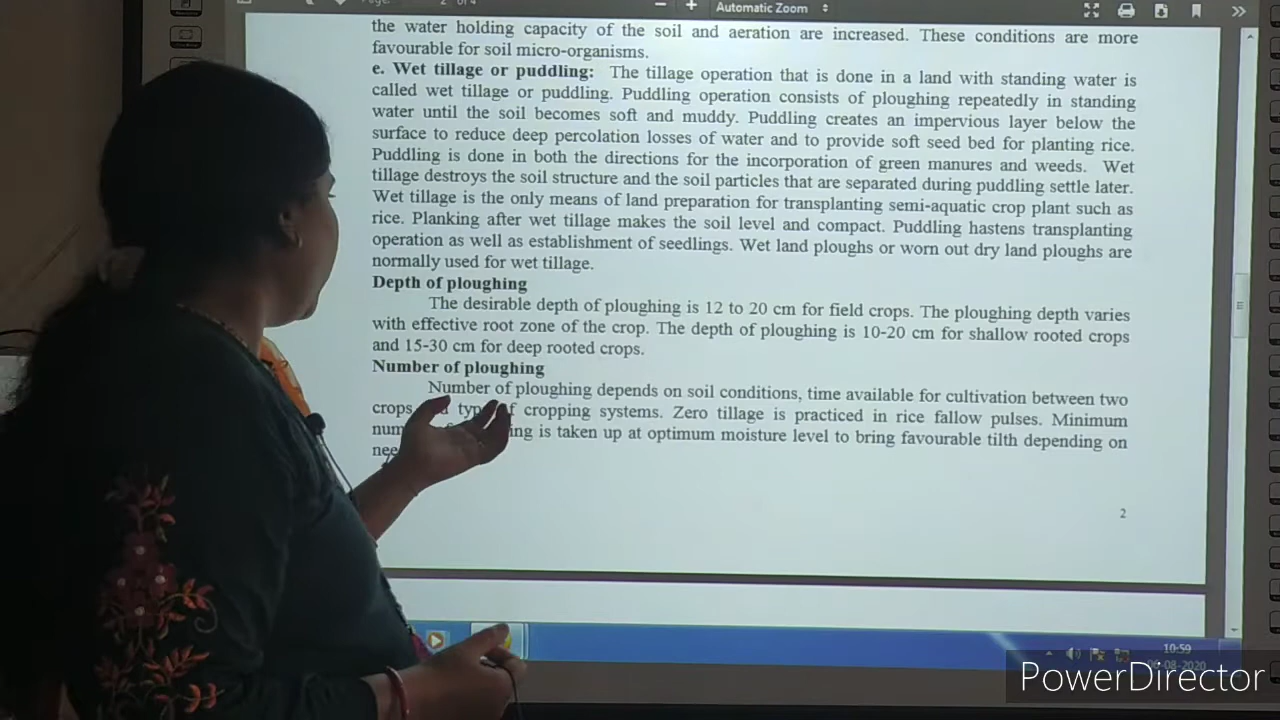 2 of 4
Automatic Zoom
the water holding capacity of the soil and aeration are increased. These conditions are more
favourable for soil micro-organisms.
e. Wet tillage or puddling: The tillage operation that is done in a land with standing water is
called wet tillage or puddling. Puddling operation consists of ploughing repeatedly in standing
water until the soil becomes soft and muddy. Puddling creates an impervious layer below the
surface to reduce deep percolation losses of water and to provide soft seed bed for planting rice.
Puddling is done in both the directions for the incorporation of green manures and weeds. Wet
tillage destroys the soil structure and the soil particles that are separated during puddling settle later.
Wet tillage is the only means of land preparation for transplanting semi-aquatic crop plant such as
rice. Planking after wet tillage makes the soil level and compact. Puddling hastens transplanting
operation as well as establishment of seedlings. Wet land ploughs or worn out dry land ploughs are
normally used for wet tillage.
Depth of ploughing
The desirable depth of ploughing is 12 to 20 cm for field crops. The ploughing depth varies
with effective root zone of the crop. The depth of ploughing is 10-20 cm for shallow rooted crops
and 15-30 cm for deep rooted crops.
Number of ploughing
Number of ploughing depends on soil conditions, time available for cultivation between two
crops cropping systems. Zero tillage is practiced in rice fallow pulses. Minimum
is taken up at optimum moisture level to bring favourable tilth depending on
2
10:59
06-08-2020
PowerDirector